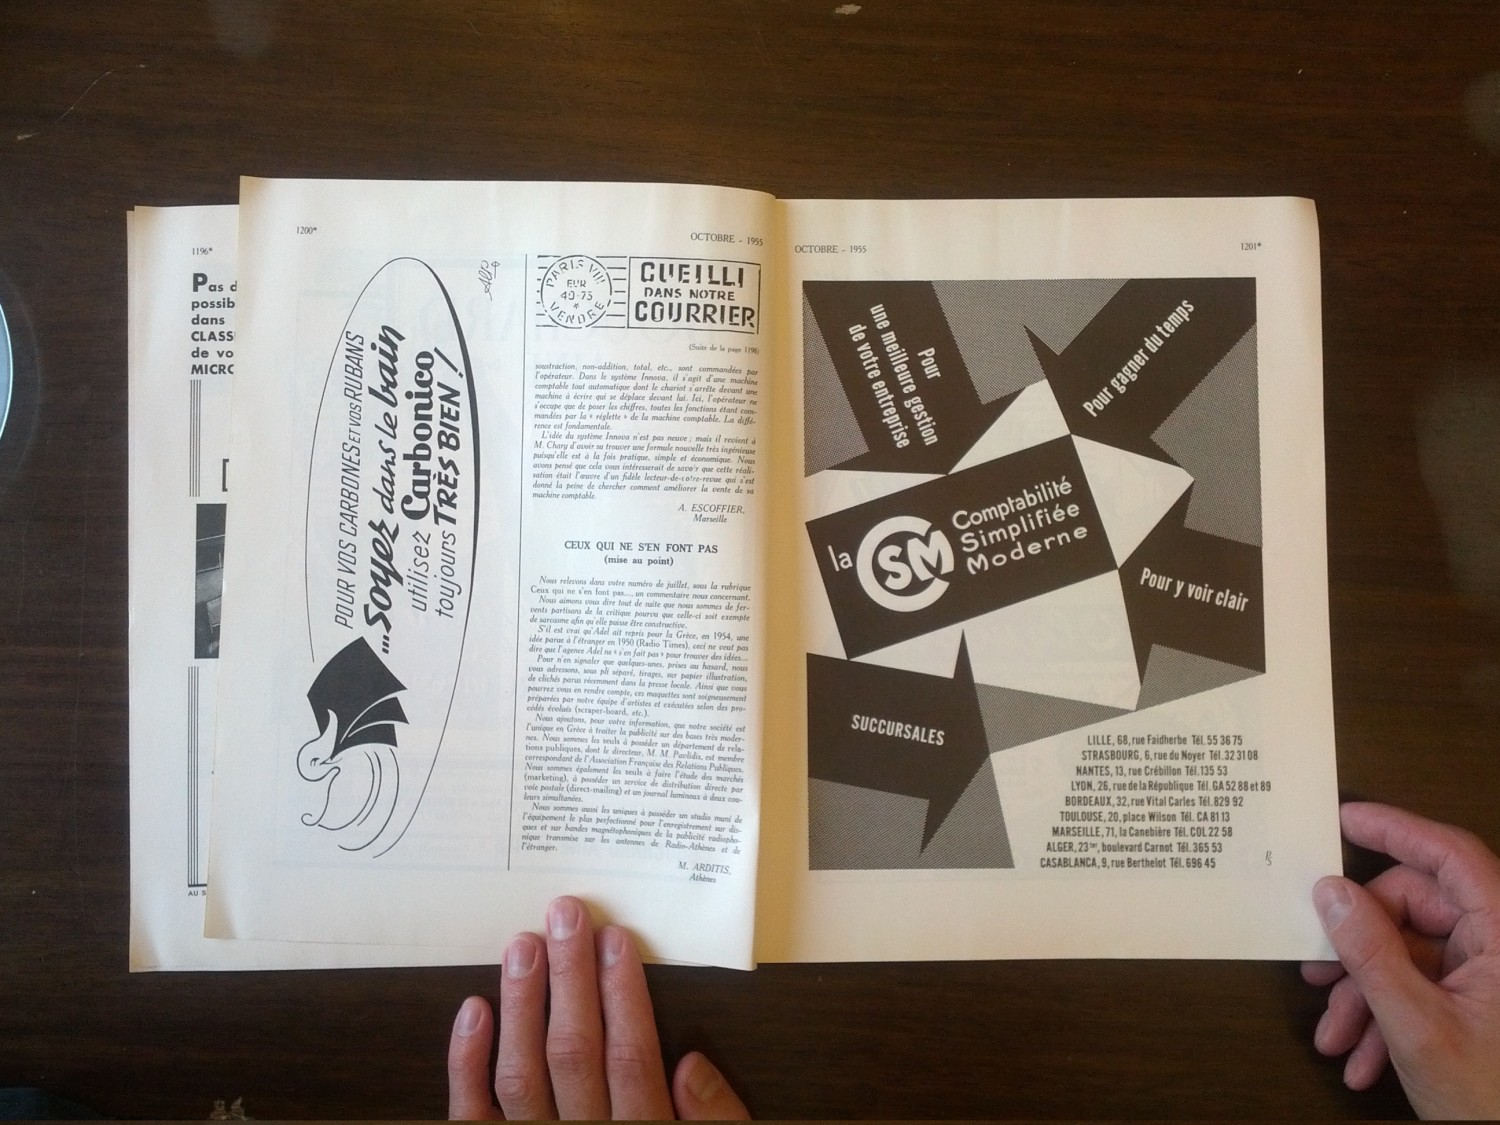 1196*
Pas d
possib
dans
CLASS
de vo
MICRO
AU S
1200*
OCTOBRE - 1955
POUR VOS CARBONES ET VOS RUBANS
...soyez dans le bain
utilisez Carbonico
toujours TRÈS BIEN !
PARIS VIII
EUR
40-75
*
VENDRE
CUEILLI
DANS NOTRE
COURRIER
(Suite de la page 1198)
soustraction, non-addition, total, etc., sont commandées par
l'opérateur. Dans le système Innova, il s'agit d'une machine
comptable tout automatique dont le chariot s'arrête devant une
machine à écrire qui se déplace devant lui. Ici, l'opérateur ne
s'occupe que de poser les chiffres, toutes les fonctions étant com-
mandées par la « réglette » de la machine comptable. La diffé-
rence est fondamentale.
L'idée du système Innova n'est pas neuve ; mais il revient à
M. Chary d'avoir su trouver une formule nouvelle très ingénieuse
puisqu'elle est à la fois pratique, simple et économique. Nous
avons pensé que cela vous intéresserait de savoir que cette réali-
sation était l'œuvre d'un fidèle lecteur-de-votre-revue qui s'est
donné la peine de chercher comment améliorer la vente de sa
machine comptable.
A. ESCOFFIER,
Marseille
CEUX QUI NE S'EN FONT PAS
(mise au point)
Nous relevons dans votre numéro de juillet, sous la rubrique
Ceux qui ne s'en font pas..., un commentaire nous concernant.
Nous aimons vous dire tout de suite que nous sommes de fer-
vents partisans de la critique pourvu que celle-ci soit exempte
de sarcasme afin qu'elle puisse être constructive.
S'il est vrai qu'Adel ait repris pour la Grèce, en 1954, une
idée parue à l'étranger en 1950 (Radio Times), ceci ne veut pas
dire que l'agence Adel ne « s'en fait pas » pour trouver des idées...
Pour n'en signaler que quelques-unes, prises au hasard, nous
vous adressons, sous pli séparé, tirages, sur papier illustration,
de clichés parus récemment dans la presse locale. Ainsi que vous
pourrez vous en rendre compte, ces maquettes sont soigneusement
préparées par notre équipe d'artistes et exécutées selon des pro-
cédés évolués (scraper-board, etc.).
Nous ajoutons, pour votre information, que notre société est
l'unique en Grèce à traiter la publicité sur des bases très moder-
nes. Nous sommes les seuls à posséder un département de rela-
tions publiques, dont le directeur, M. M. Pavlidis, est membre
correspondant de l'Association Française des Relations Publiques.
Nous sommes également les seuls à faire l'étude des marchés
(marketing), à posséder un service de distribution directe par
voie postale (direct-mailing) et un journal lumineux à deux cou-
leurs simultanées.
Nous sommes aussi les uniques à posséder un studio muni de
l'équipement le plus perfectionné pour l'enregistrement sur dis-
ques et sur bandes magnétophoniques de la publicité radiopho-
nique transmise sur les antennes de Radio-Athènes et de
l'étranger.
M. ARDITIS,
Athènes
OCTOBRE - 1955
1201*
Pour
une meilleure gestion
de votre entreprise
Pour gagner du temps
la CSM
Comptabilité
Simplifiée
Moderne
Pour y voir clair
SUCCURSALES
LILLE, 68, rue Faidherbe Tél. 55 36 75
STRASBOURG, 6, rue du Noyer Tél. 32 31 08
NANTES, 13, rue Crébillon Tél. 135 53
LYON, 26, rue de la République Tél. GA 52 88 et 89
BORDEAUX, 32, rue Vital Carles Tél. 829 92
TOULOUSE, 20, place Wilson Tél. CA 81 13
MARSEILLE, 71, la Canebière Tél. COL 22 58
ALGER, 23ter, boulevard Carnot Tél. 365 53
CASABLANCA, 9, rue Berthelot Tél. 696 45